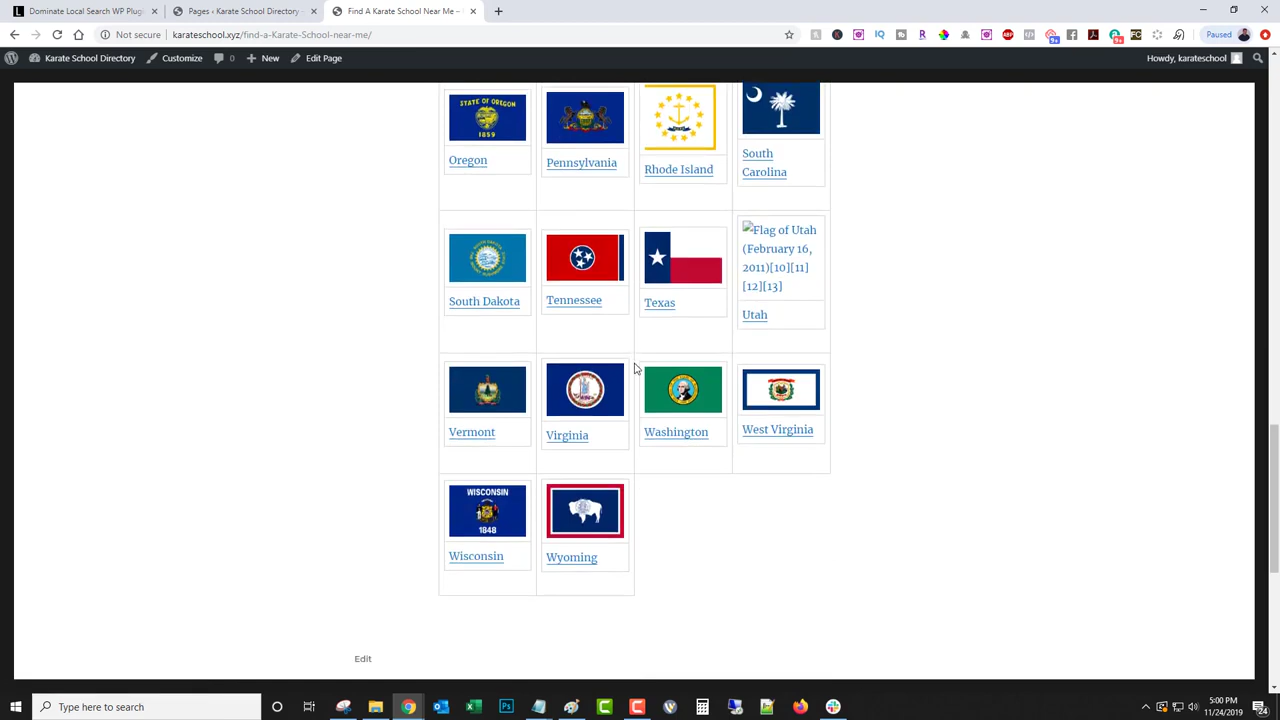 Dominate Local Search WP Plugi
Pages ‹ Karate School Directory —
Find A Karate School Near Me –
Not secure
karateschool.xyz/find-a-Karate-School-near-me/
Paused
Karate School Directory
Customize
0
New
Edit Page
Howdy, karateschool
STATE OF OREGON
1859
Oregon
Pennsylvania
Rhode Island
South
Carolina
South Dakota
Tennessee
Texas
Flag of Utah
(February 16,
2011)[10][11]
[12][13]
Utah
Vermont
Virginia
Washington
West Virginia
WISCONSIN
1848
Wisconsin
Wyoming
Edit
Type here to search
5:00 PM
11/24/2019
24